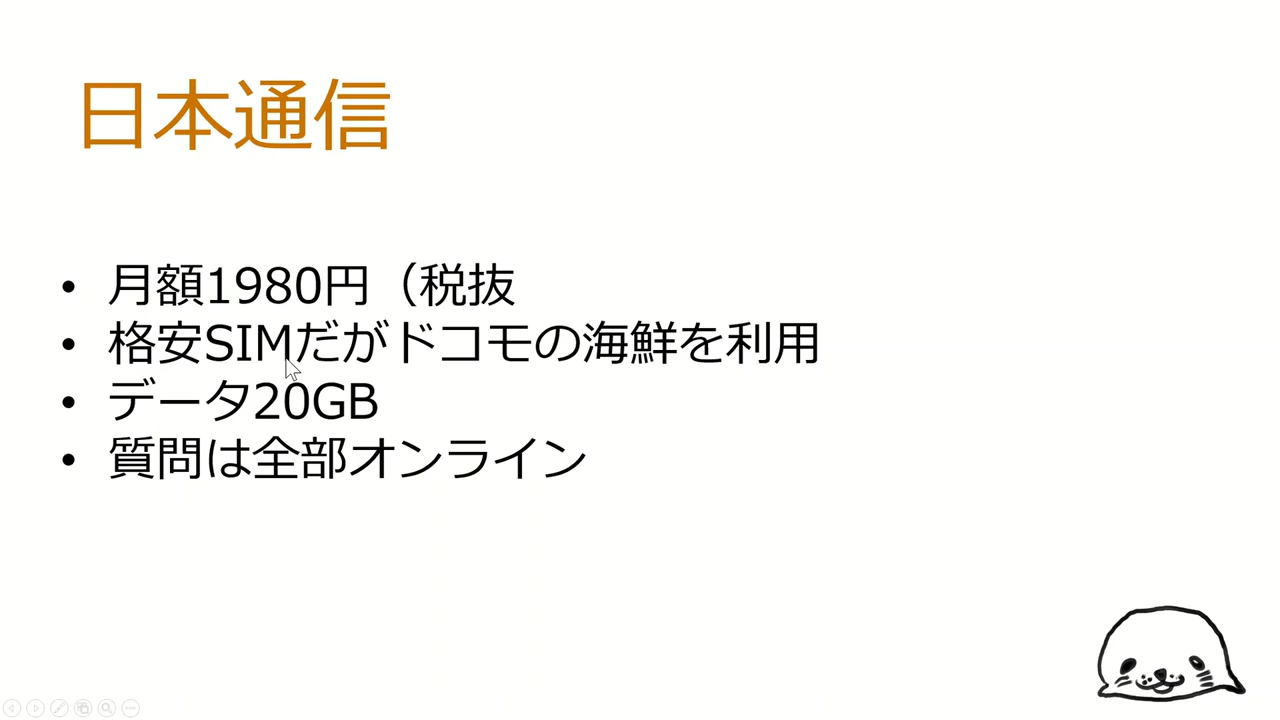 日本通信
• 月額1980円（税抜
• 格安SIMだがドコモの海鮮を利用
• データ20GB
• 質問は全部オンライン